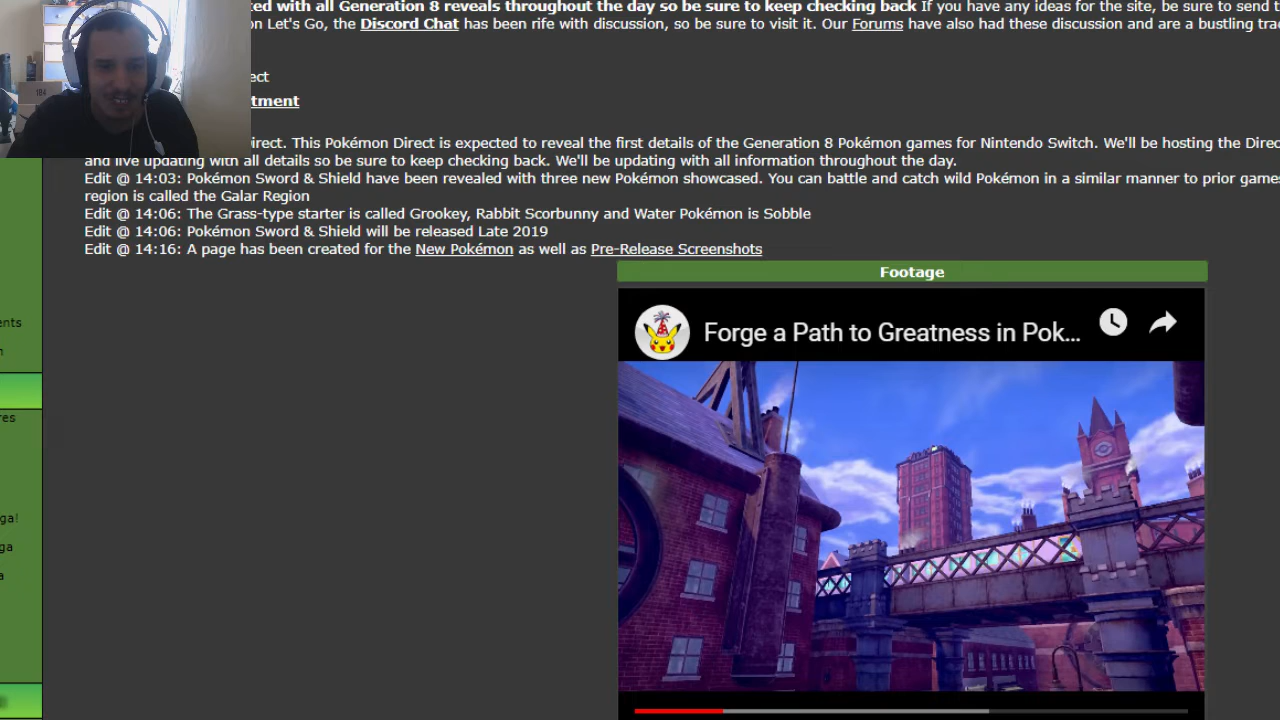 ted with all Generation 8 reveals throughout the day so be sure to keep checking back If you have any ideas for the site, be sure to send t
on Let's Go, the Discord Chat has been rife with discussion, so be sure to visit it. Our Forums have also had these discussion and are a bustling tra
ect
tment
irect. This Pokémon Direct is expected to reveal the first details of the Generation 8 Pokémon games for Nintendo Switch. We'll be hosting the Direc
and live updating with all details so be sure to keep checking back. We'll be updating with all information throughout the day.
Edit @ 14:03: Pokémon Sword & Shield have been revealed with three new Pokémon showcased. You can battle and catch wild Pokémon in a similar manner to prior games
region is called the Galar Region
Edit @ 14:06: The Grass-type starter is called Grookey, Rabbit Scorbunny and Water Pokémon is Sobble
Edit @ 14:06: Pokémon Sword & Shield will be released Late 2019
Edit @ 14:16: A page has been created for the New Pokémon as well as Pre-Release Screenshots
Footage
Forge a Path to Greatness in Pok...
ents
n
res
ga!
ga
a